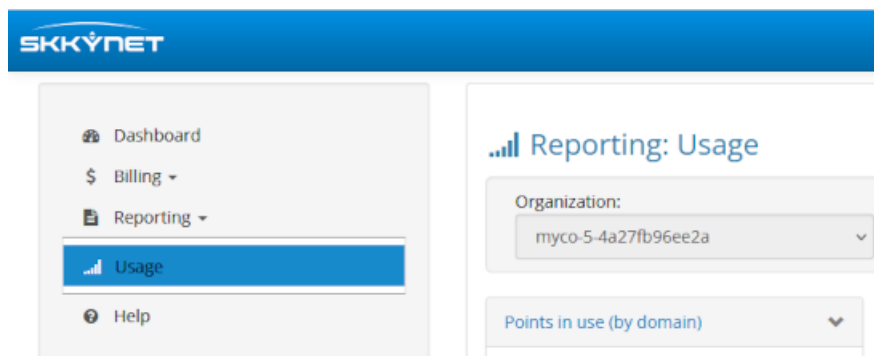 SKKYNET
Dashboard
$ Billing
Reporting
Usage
Help
Reporting: Usage
Organization:
myco-5-4a27fb96ee2a
Points in use (by domain)